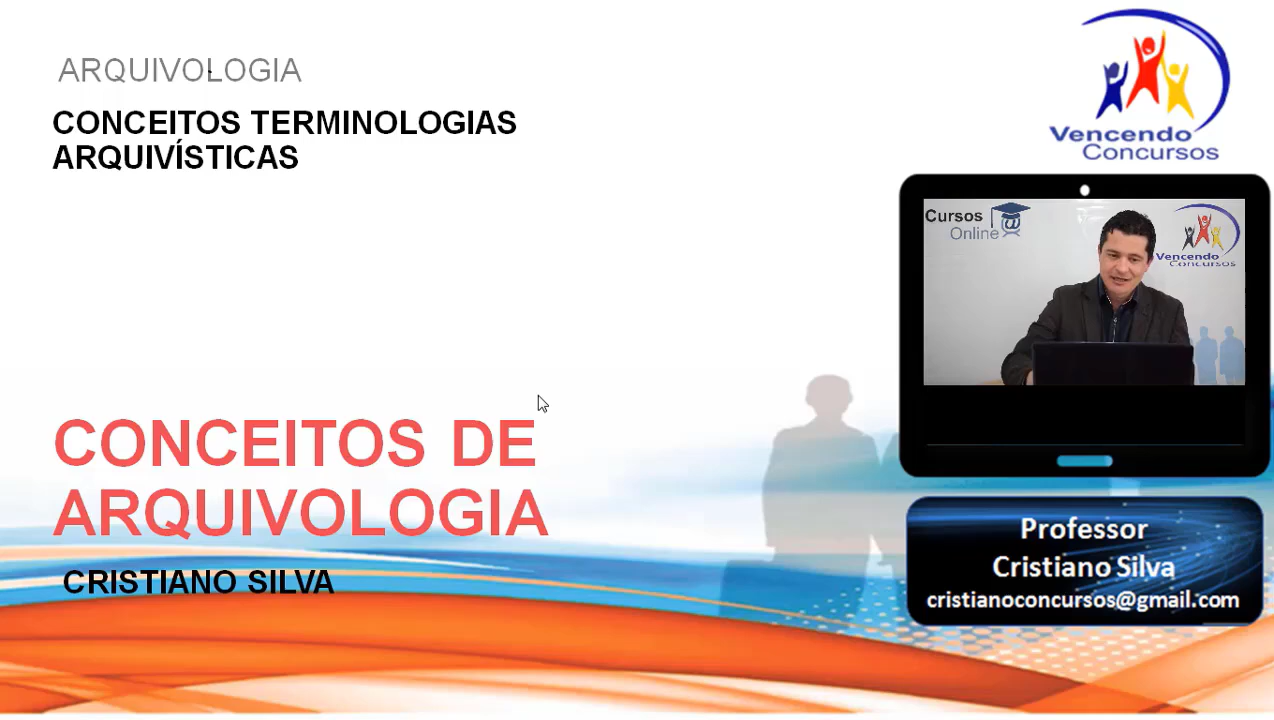 ARQUIVOLOGIA
CONCEITOS TERMINOLOGIAS
ARQUIVÍSTICAS
CONCEITOS DE
ARQUIVOLOGIA
CRISTIANO SILVA
Vencendo
Concursos
Cursos
Online
Vencendo
Concursos
Professor
Cristiano Silva
cristianoconcursos@gmail.com